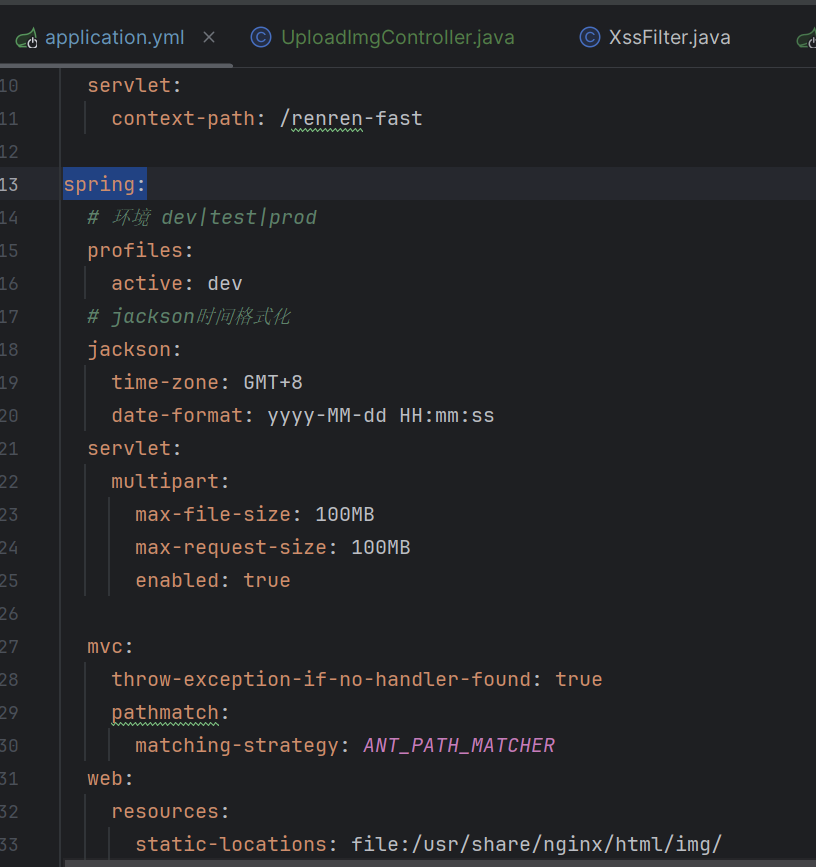 application.yml UploadImgController.java XssFilter.java
10 servlet:
11 context-path: /renren-fast
12
13 spring:
14 # 环境 dev|test|prod
15 profiles:
16 active: dev
17 # jackson时间格式化
18 jackson:
19 time-zone: GMT+8
20 date-format: yyyy-MM-dd HH:mm:ss
21 servlet:
22 multipart:
23 max-file-size: 100MB
24 max-request-size: 100MB
25 enabled: true
26
27 mvc:
28 throw-exception-if-no-handler-found: true
29 pathmatch:
30 matching-strategy: ANT_PATH_MATCHER
31 web:
32 resources:
33 static-locations: file:/usr/share/nginx/html/img/